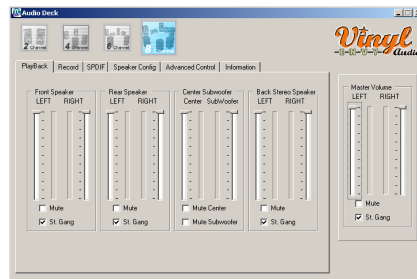 Audio Deck
2 Channel
4 Channel
6 Channel
Vinyl
Audio
PlayBack
Record
SPDIF
Speaker Config
Advanced Control
Information
Front Speaker
LEFT RIGHT
Mute
St. Gang
Rear Speaker
LEFT RIGHT
Mute
St. Gang
Center Subwoofer
Center SubWoofer
Mute Center
Mute Subwoofer
Back Stereo Speaker
LEFT RIGHT
Mute
St. Gang
Master Volume
LEFT RIGHT
Mute
St. Gang